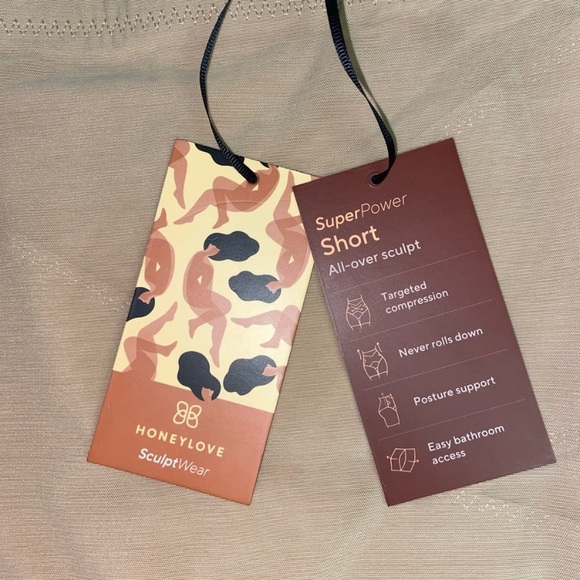 HONEYLOVE
SculptWear
SuperPower
Short
All-over sculpt
Targeted
compression
Never rolls down
Posture support
Easy bathroom
access